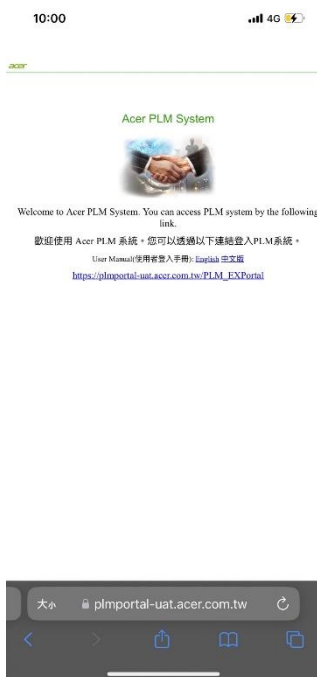 10:00
4G
acer
Acer PLM System
Welcome to Acer PLM System. You can access PLM system by the following
link.
歡迎使用 Acer PLM 系統。您可以透過以下連結登入PLM系統。
User Manual(使用者登入手冊): English 中文版
https://plmportal-uat.acer.com.tw/PLM_EXPortal
大小 plmportal-uat.acer.com.tw